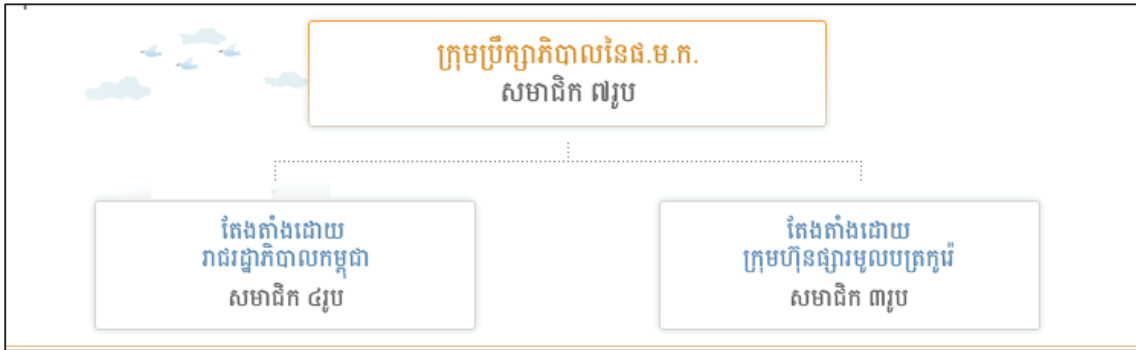 ក្រុមប្រឹក្សាភិបាលនៃផ.ម.ក.
សមាជិក ៧រូប
តែងតាំងដោយ
រាជរដ្ឋាភិបាលកម្ពុជា
សមាជិក ៤រូប
តែងតាំងដោយ
ក្រុមហ៊ុនផ្សារមូលបត្រកូរ៉េ
សមាជិក ៣រូប